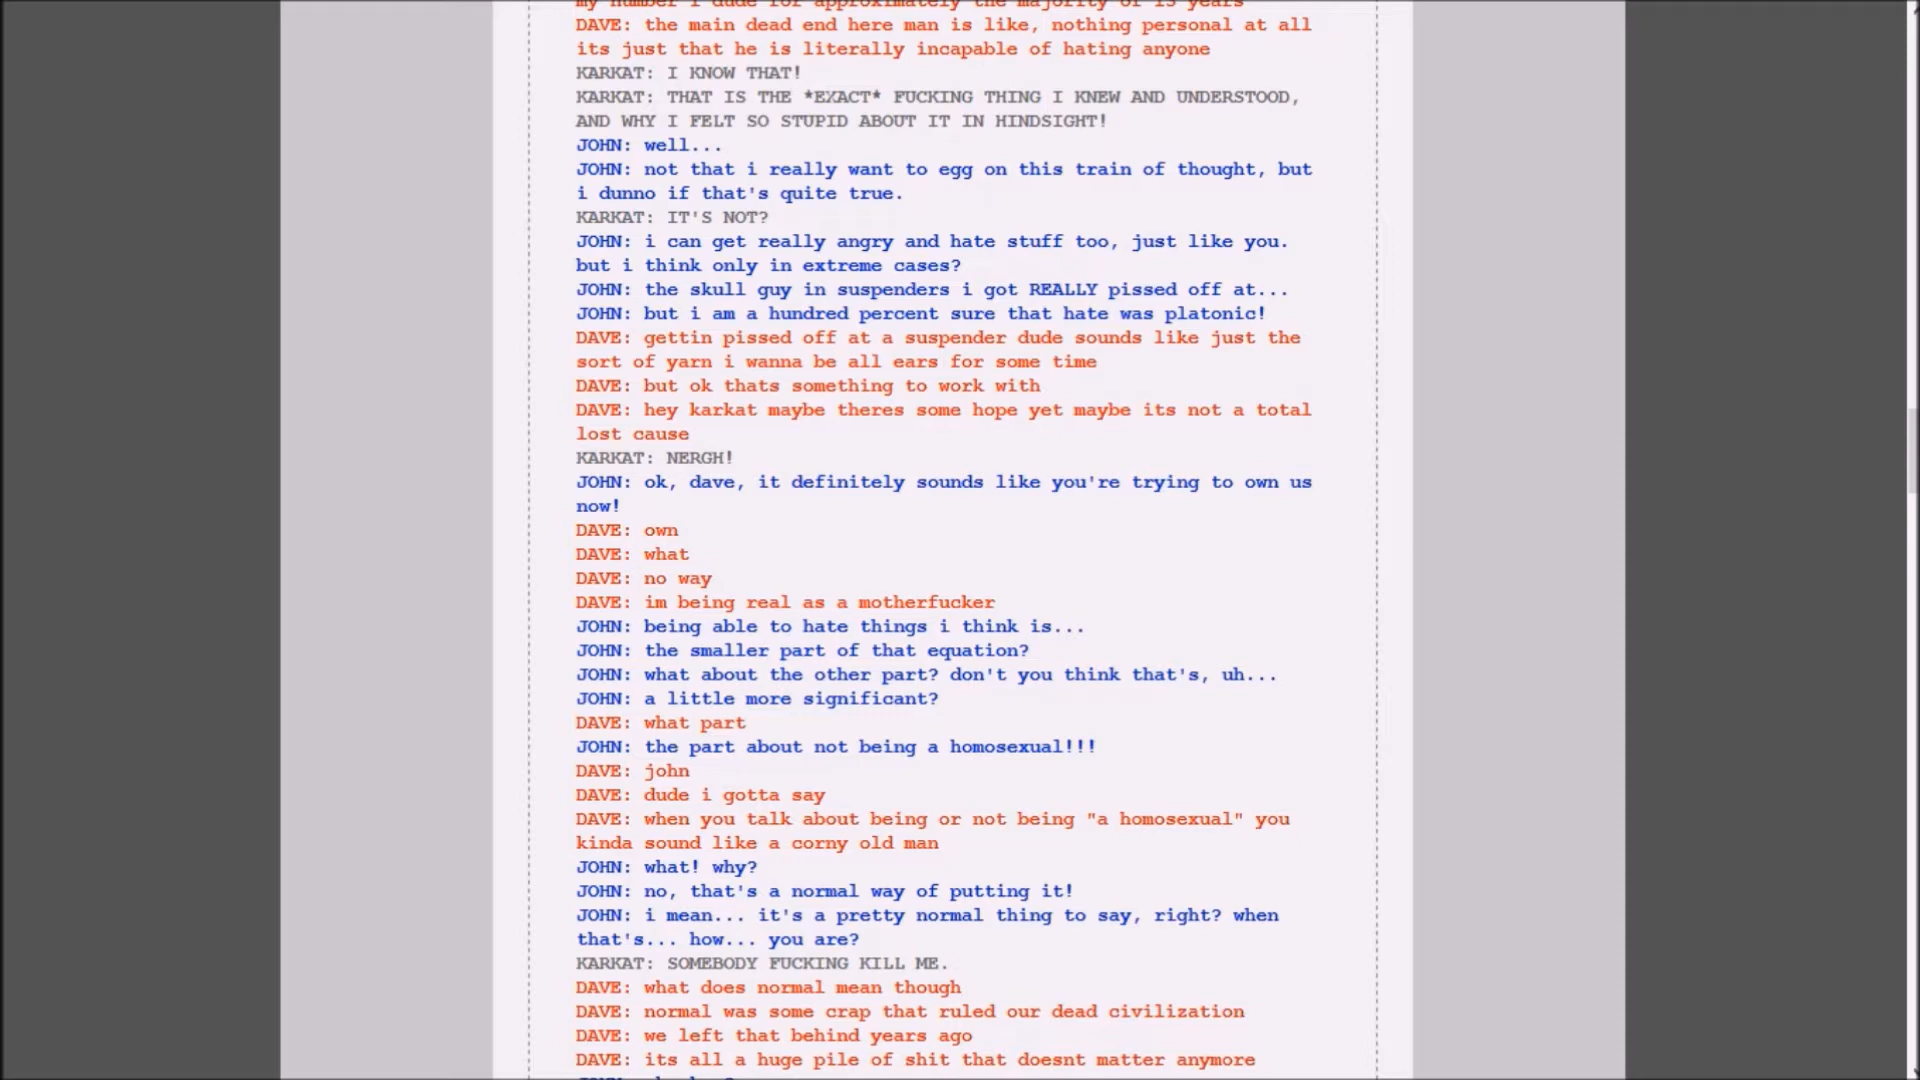 my number 1 dude for approximately the majority of 13 years
DAVE: the main dead end here man is like, nothing personal at all
its just that he is literally incapable of hating anyone
KARKAT: I KNOW THAT!
KARKAT: THAT IS THE *EXACT* FUCKING THING I KNEW AND UNDERSTOOD,
AND WHY I FELT SO STUPID ABOUT IT IN HINDSIGHT!
JOHN: well...
JOHN: not that i really want to egg on this train of thought, but
i dunno if that's quite true.
KARKAT: IT'S NOT?
JOHN: i can get really angry and hate stuff too, just like you.
but i think only in extreme cases?
JOHN: the skull guy in suspenders i got REALLY pissed off at...
JOHN: but i am a hundred percent sure that hate was platonic!
DAVE: gettin pissed off at a suspender dude sounds like just the
sort of yarn i wanna be all ears for some time
DAVE: but ok thats something to work with
DAVE: hey karkat maybe theres some hope yet maybe its not a total
lost cause
KARKAT: NERGH!
JOHN: ok, dave, it definitely sounds like you're trying to own us
now!
DAVE: own
DAVE: what
DAVE: no way
DAVE: im being real as a motherfucker
JOHN: being able to hate things i think is...
JOHN: the smaller part of that equation?
JOHN: what about the other part? don't you think that's, uh...
JOHN: a little more significant?
DAVE: what part
JOHN: the part about not being a homosexual!!!
DAVE: john
DAVE: dude i gotta say
DAVE: when you talk about being or not being "a homosexual" you
kinda sound like a corny old man
JOHN: what! why?
JOHN: no, that's a normal way of putting it!
JOHN: i mean... it's a pretty normal thing to say, right? when
that's... how... you are?
KARKAT: SOMEBODY FUCKING KILL ME.
DAVE: what does normal mean though
DAVE: normal was some crap that ruled our dead civilization
DAVE: we left that behind years ago
DAVE: its all a huge pile of shit that doesnt matter anymore